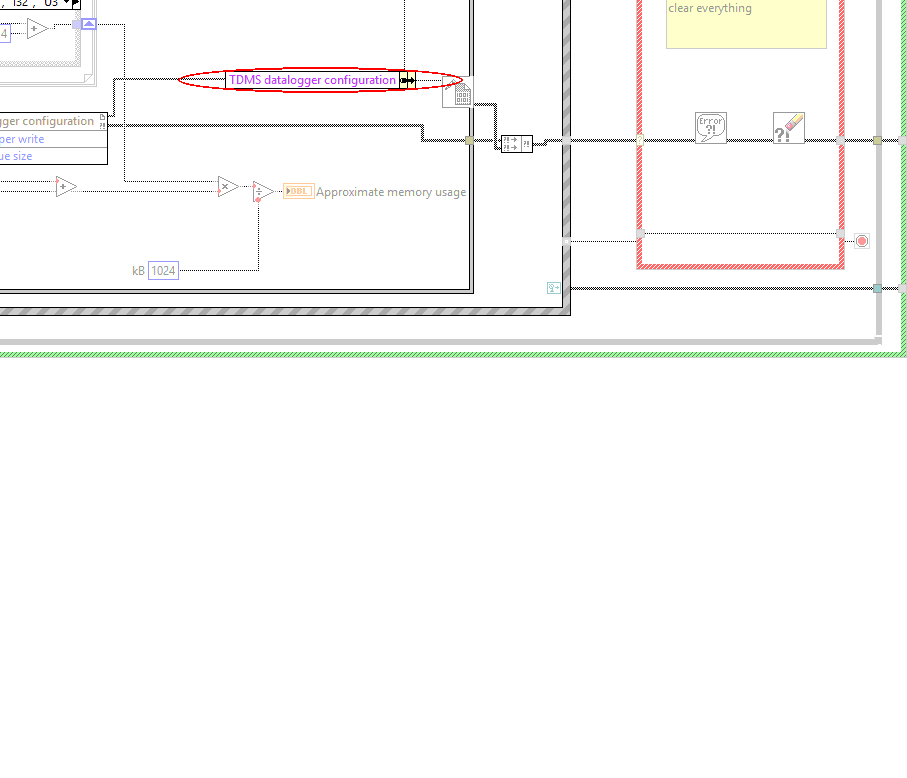 , I32 , U3
clear everything
4
TDMS datalogger configuration
gger configuration
per write
ue size
Error
?!
Approximate memory usage
DBL
kB 1024